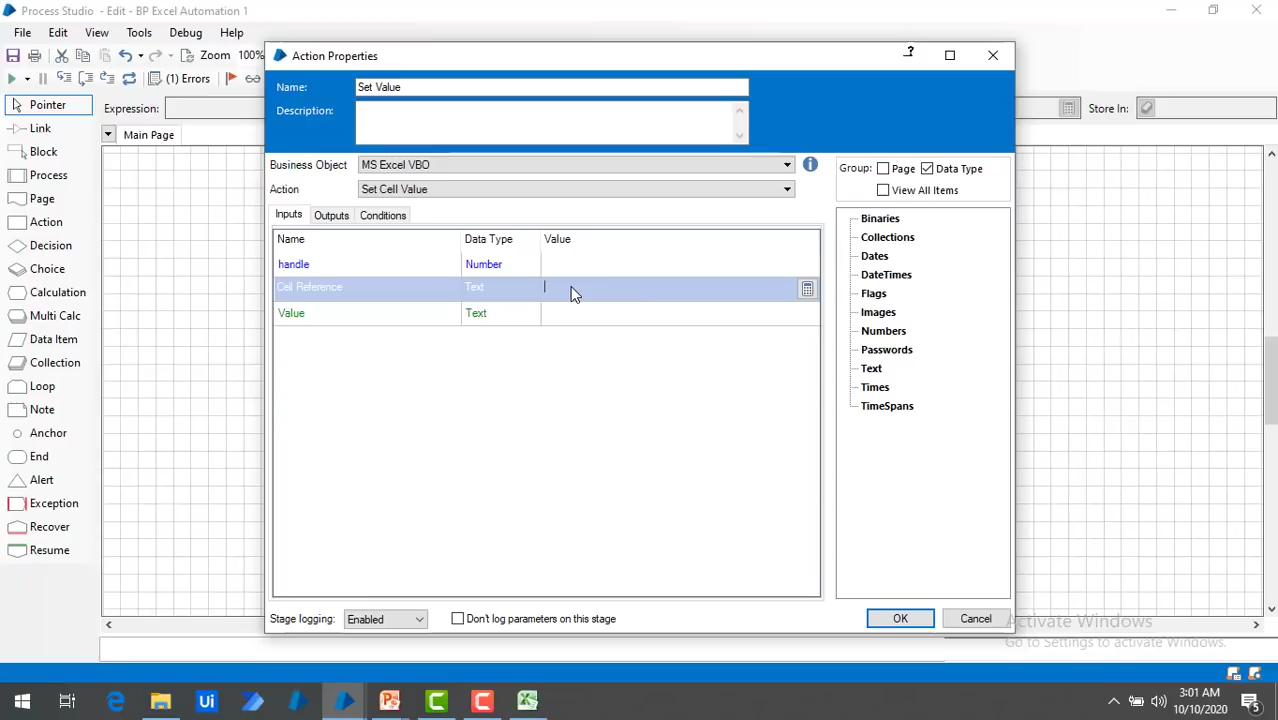 Process Studio - Edit - BP Excel Automation 1
File Edit View Tools Debug Help
Zoom 100%
(1) Errors
Expression:
Store In:
Main Page
Pointer
Link
Block
Process
Page
Action
Decision
Choice
Calculation
Multi Calc
Data Item
Collection
Loop
Note
Anchor
End
Alert
Exception
Recover
Resume
Action Properties
Name: Set Value
Description:
Business Object MS Excel VBO
Action Set Cell Value
Group: Page Data Type
View All Items
Inputs Outputs Conditions
Name Data Type Value
handle Number
Cell Reference Text
Value Text
Binaries
Collections
Dates
DateTimes
Flags
Images
Numbers
Passwords
Text
Times
TimeSpans
Stage logging: Enabled Don't log parameters on this stage
OK Cancel
Activate Windows
Go to Settings to activate Windows.
Ui
3:01 AM
10/10/2020
5